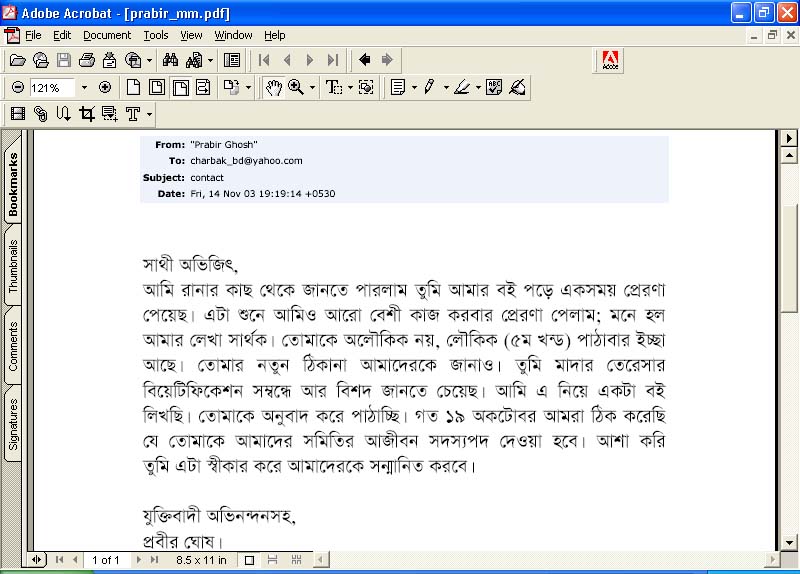 Adobe Acrobat - [prabir_mm.pdf]
File Edit Document Tools View Window Help
Adobe
121%
Bookmarks
Thumbnails
Comments
Signatures
From: "Prabir Ghosh"
To: charbak_bd@yahoo.com
Subject: contact
Date: Fri, 14 Nov 03 19:19:14 +0530
সাথী অভিজিৎ,
আমি রানার কাছ থেকে জানতে পারলাম তুমি আমার বই পড়ে একসময় প্রেরণা
পেয়েছ। এটা শুনে আমিও আরো বেশী কাজ করবার প্রেরণা পেলাম; মনে হল
আমার লেখা সার্থক। তোমাকে অলৌকিক নয়, লৌকিক (৫ম খন্ড) পাঠাবার ইচ্ছা
আছে। তোমার নতুন ঠিকানা আমাদেরকে জানাও। তুমি মাদার তেরেসার
বিয়েটিফিকেশন সম্বন্ধে আর বিশদ জানতে চেয়েছ। আমি এ নিয়ে একটা বই
লিখছি। তোমাকে অনুবাদ করে পাঠাচ্ছি। গত ১৯ অকটোবর আমরা ঠিক করেছি
যে তোমাকে আমাদের সমিতির আজীবন সদস্যপদ দেওয়া হবে। আশা করি
তুমি এটা স্বীকার করে আমাদেরকে সন্মানিত করবে।
যুক্তিবাদী অভিনন্দনসহ,
প্রবীর ঘোষ।
1 of 1 8.5 x 11 in